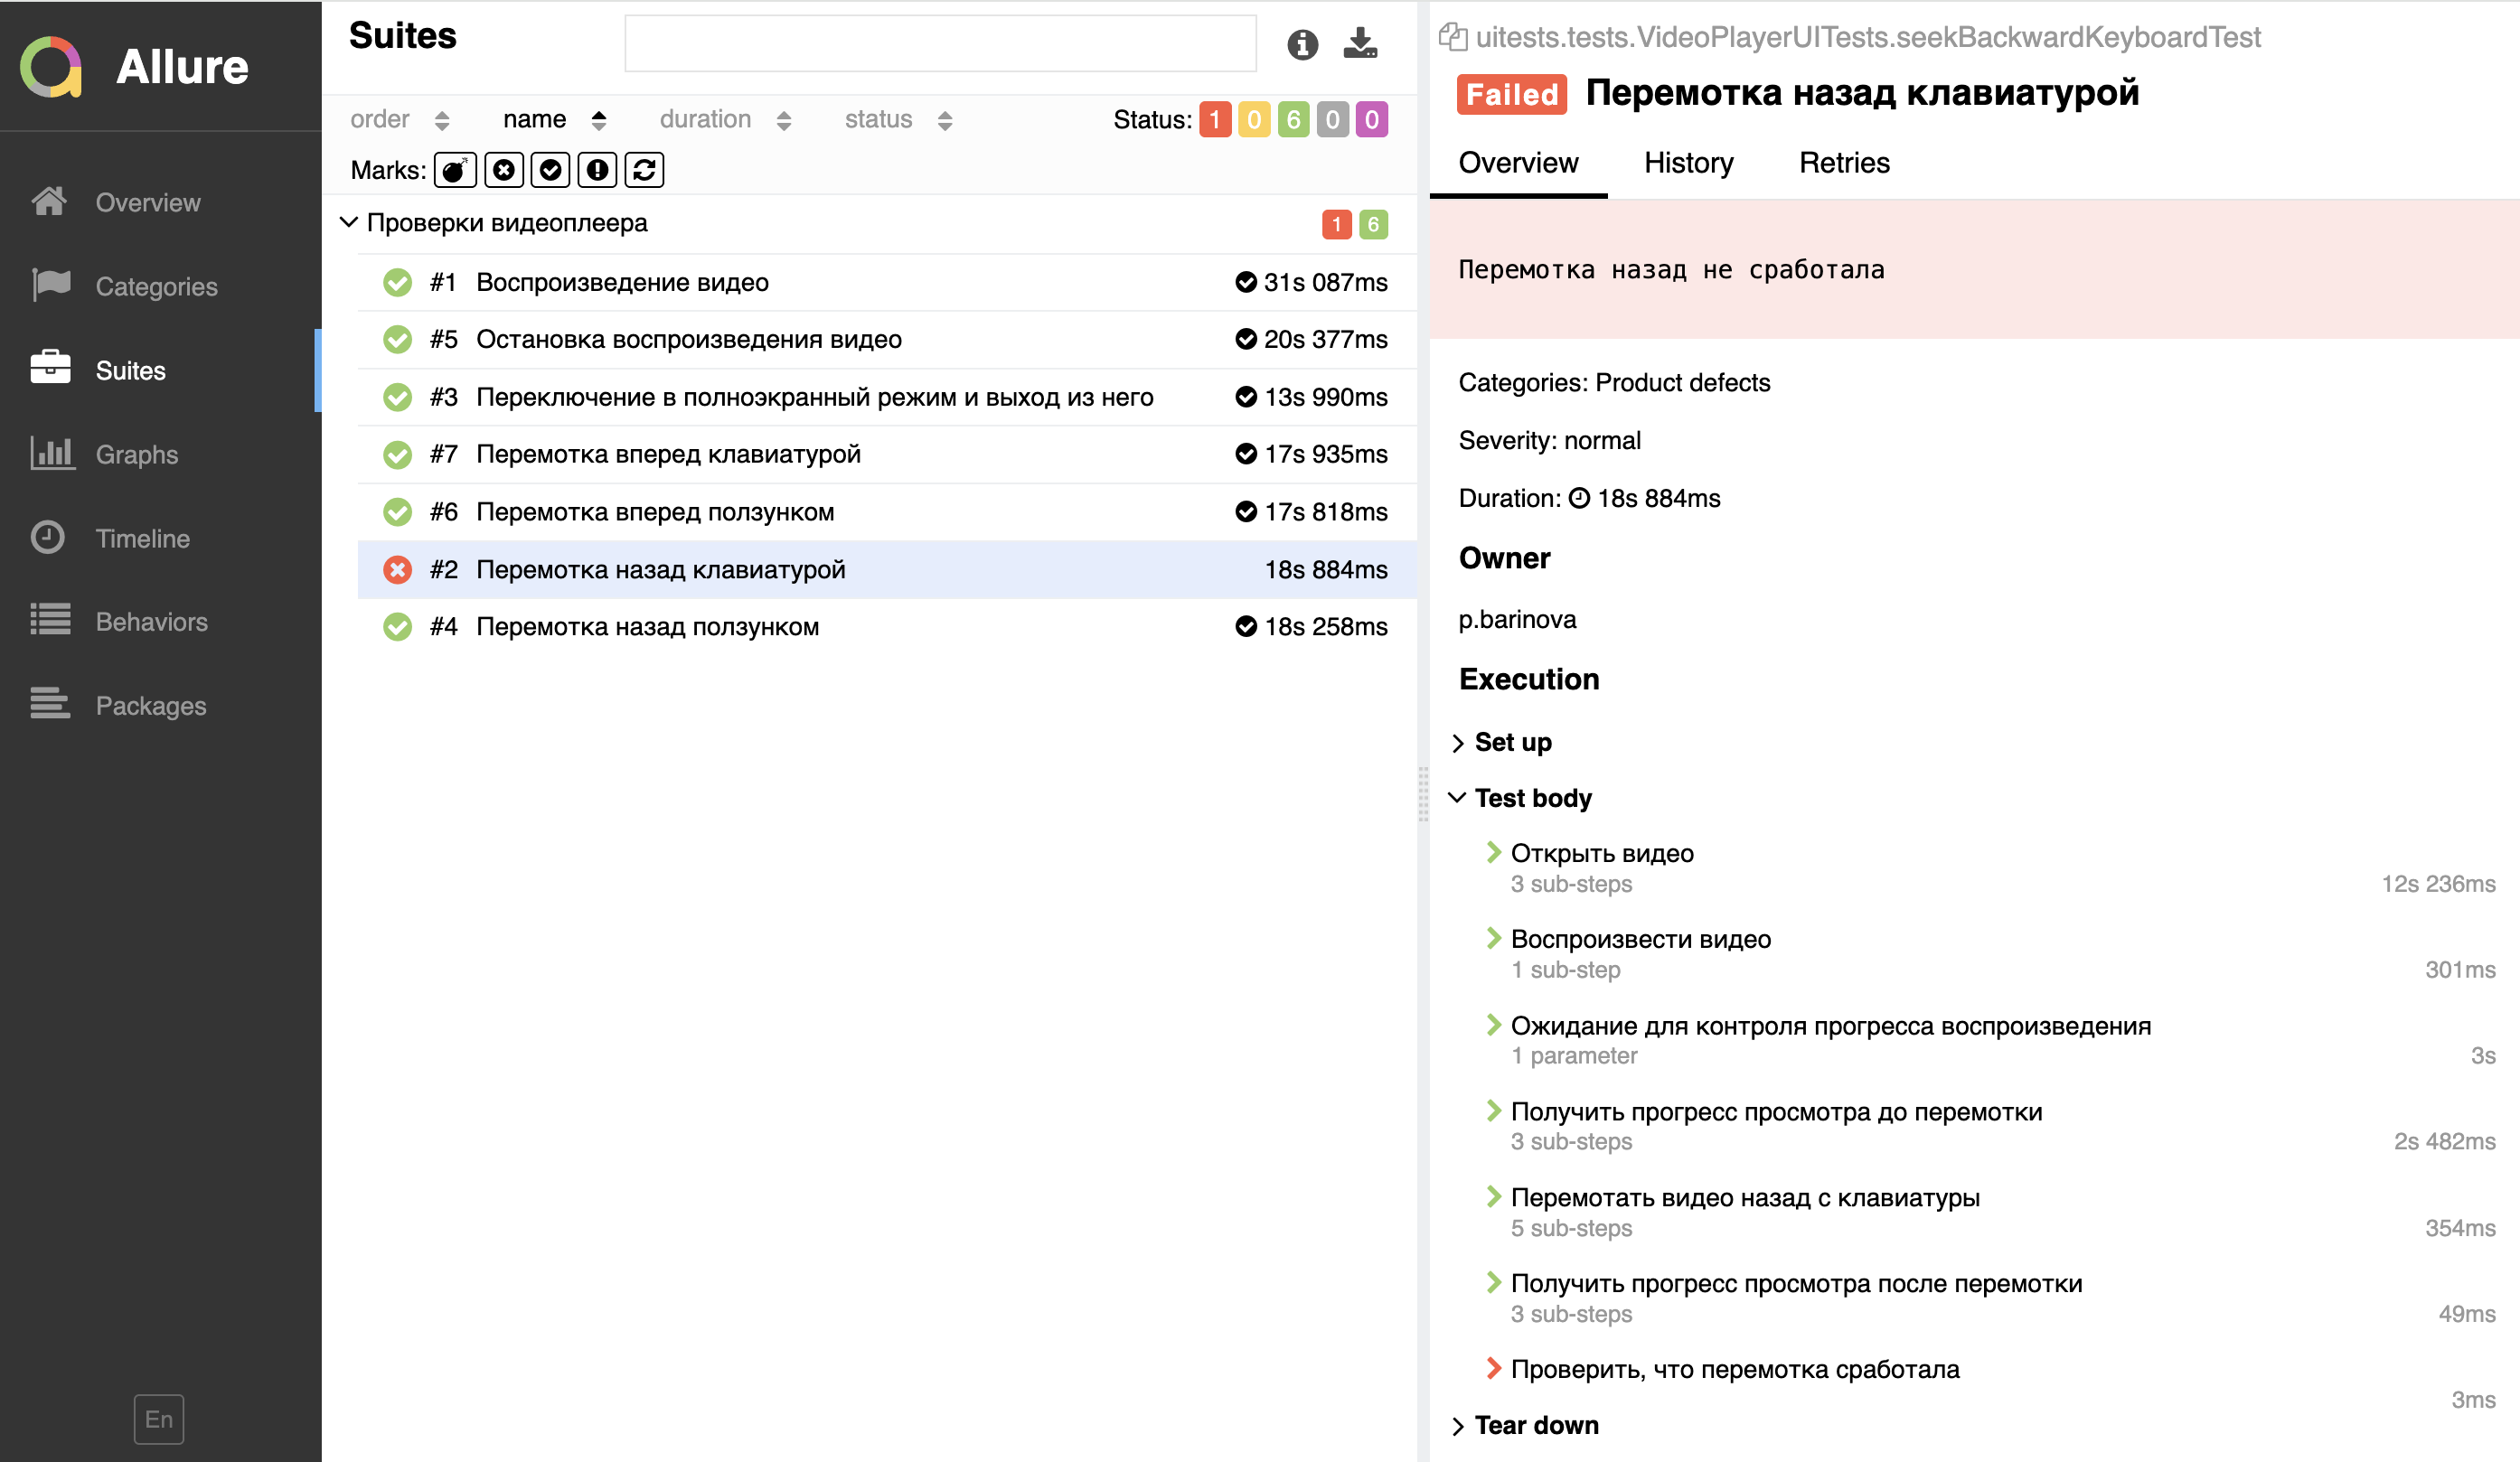 Allure
Overview
Categories
Suites
Graphs
Timeline
Behaviors
Packages
En
Suites
order name duration status Status: 1 0 6 0 0
Marks:
Проверки видеоплеера 1 6
#1 Воспроизведение видео 31s 087ms
#5 Остановка воспроизведения видео 20s 377ms
#3 Переключение в полноэкранный режим и выход из него 13s 990ms
#7 Перемотка вперед клавиатурой 17s 935ms
#6 Перемотка вперед ползунком 17s 818ms
#2 Перемотка назад клавиатурой 18s 884ms
#4 Перемотка назад ползунком 18s 258ms
uitests.tests.VideoPlayerUITests.seekBackwardKeyboardTest
Failed Перемотка назад клавиатурой
Overview History Retries
Перемотка назад не сработала
Categories: Product defects
Severity: normal
Duration: 18s 884ms
Owner
p.barinova
Execution
Set up
Test body
Открыть видео
3 sub-steps 12s 236ms
Воспроизвести видео
1 sub-step 301ms
Ожидание для контроля прогресса воспроизведения
1 parameter 3s
Получить прогресс просмотра до перемотки
3 sub-steps 2s 482ms
Перемотать видео назад с клавиатуры
5 sub-steps 354ms
Получить прогресс просмотра после перемотки
3 sub-steps 49ms
Проверить, что перемотка сработала
3ms
Tear down